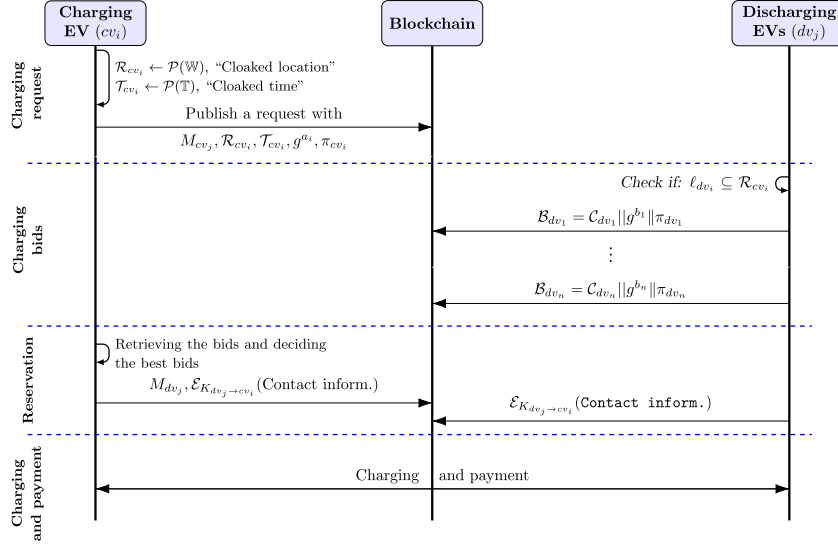 Charging
EV (cv_i)
Blockchain
Discharging
EVs (dv_j)
Charging
request
R_{cv_i} ← P(𝕎), “Cloaked location”
T_{cv_i} ← P(𝕋), “Cloaked time”
Publish a request with
M_{cv_j}, R_{cv_i}, T_{cv_i}, g^{a_i}, π_{cv_i}
Charging
bids
Check if: ℓ_{dv_i} ⊆ R_{cv_i}
B_{dv_1} = C_{dv_1}||g^{b_1}‖π_{dv_1}
⋮
B_{dv_n} = C_{dv_n}||g^{b_n}‖π_{dv_n}
Reservation
Retrieving the bids and deciding
the best bids
M_{dv_j}, E_{K_{dv_j→cv_i}}(Contact inform.)
E_{K_{dv_j→cv_i}}(Contact inform.)
Charging
and payment
Charging and payment